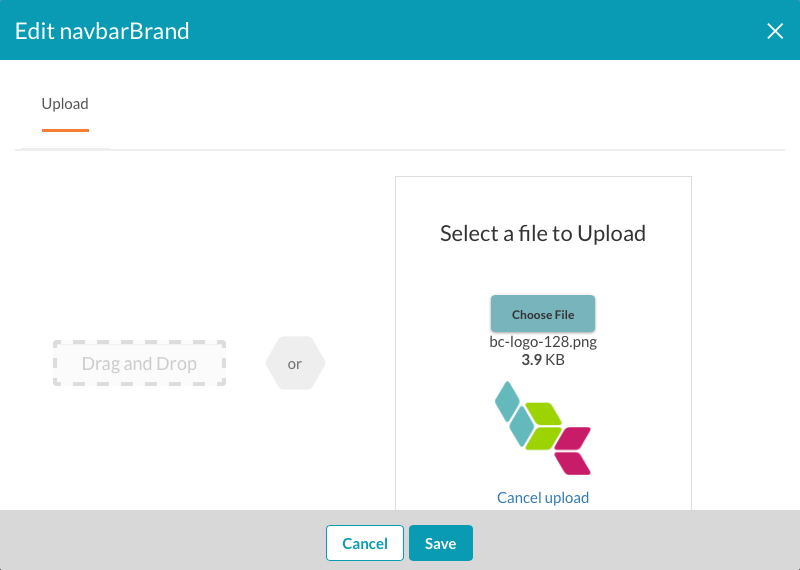 Edit navbarBrand
Upload
Select a file to Upload
Choose File
bc-logo-128.png
3.9 KB
Drag and Drop
or
Cancel upload
Cancel
Save